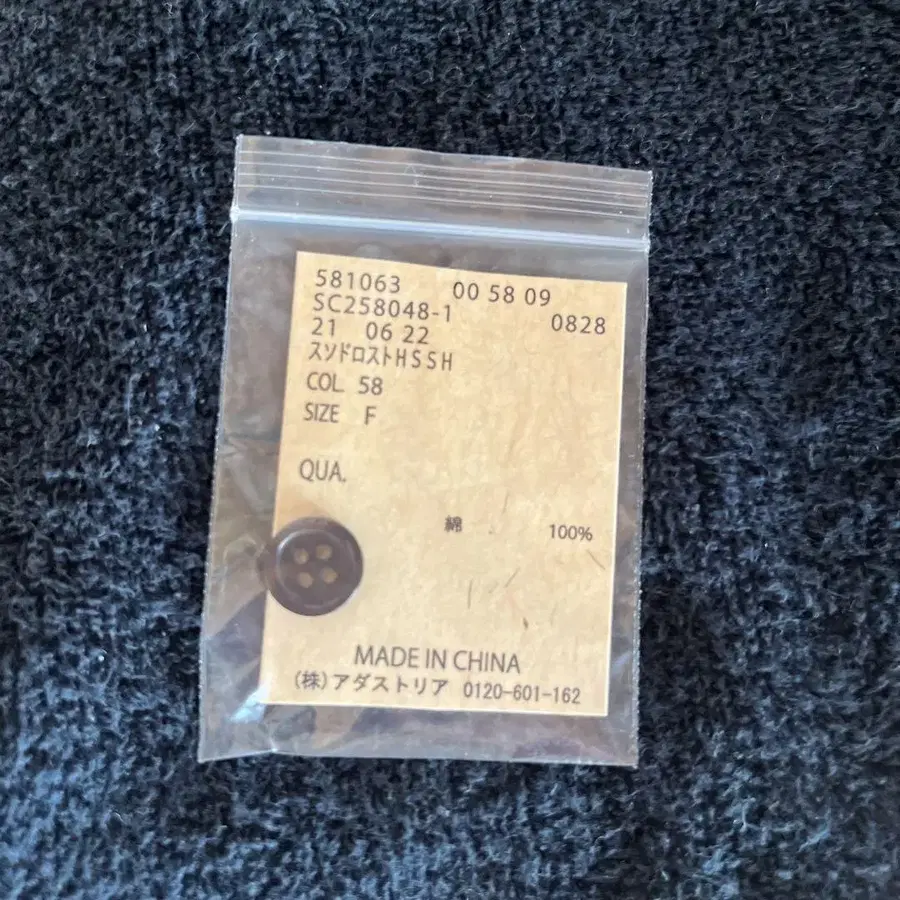 581063 00 58 09
SC258048-1 0828
21 06 22
スソドロストHSSH
COL. 58
SIZE F
QUA.
綿 100%
MADE IN CHINA
(株)アダストリア 0120-601-162